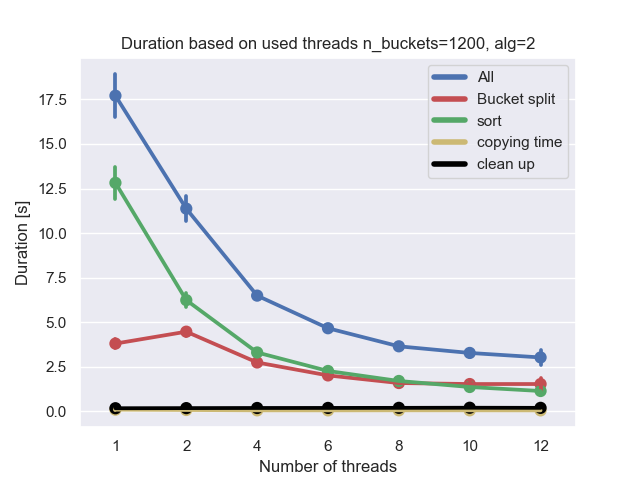 Duration based on used threads n_buckets=1200, alg=2
All
Bucket split
sort
copying time
clean up
Duration [s]
17.5
15.0
12.5
10.0
7.5
5.0
2.5
0.0
1 2 4 6 8 10 12
Number of threads